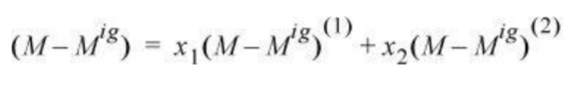 (M – M^{ig}) = x_1(M – M^{ig})^{(1)} + x_2(M – M^{ig})^{(2)}